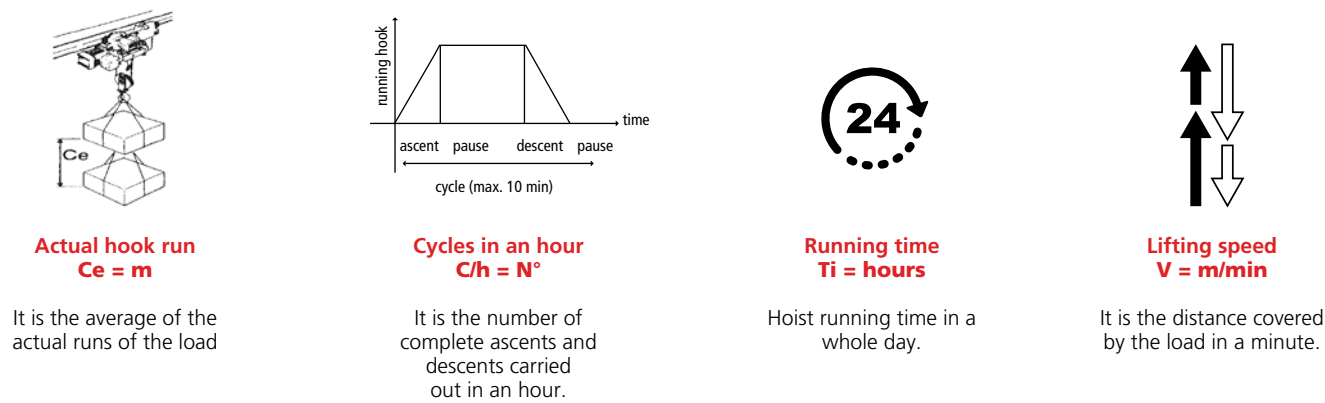 Ce
Actual hook run
Ce = m
It is the average of the
actual runs of the load
running hook
time
ascent pause descent pause
cycle (max. 10 min)
Cycles in an hour
C/h = N°
It is the number of
complete ascents and
descents carried
out in an hour.
24
Running time
Ti = hours
Hoist running time in a
whole day.
Lifting speed
V = m/min
It is the distance covered
by the load in a minute.